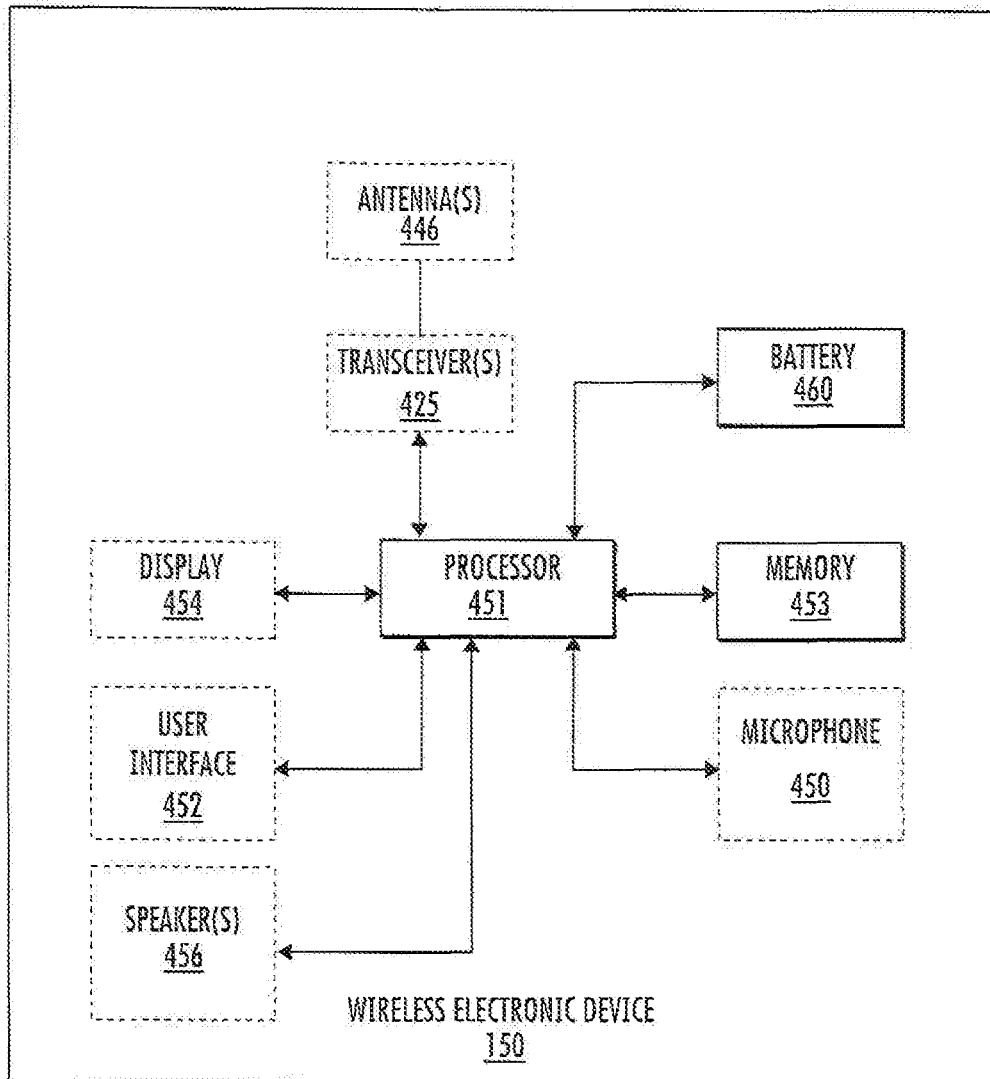 ANTENNA(S)
446
TRANSCEIVER(S)
425
BATTERY
460
DISPLAY
454
PROCESSOR
451
MEMORY
453
USER
INTERFACE
452
MICROPHONE
450
SPEAKER(S)
456
WIRELESS ELECTRONIC DEVICE
150